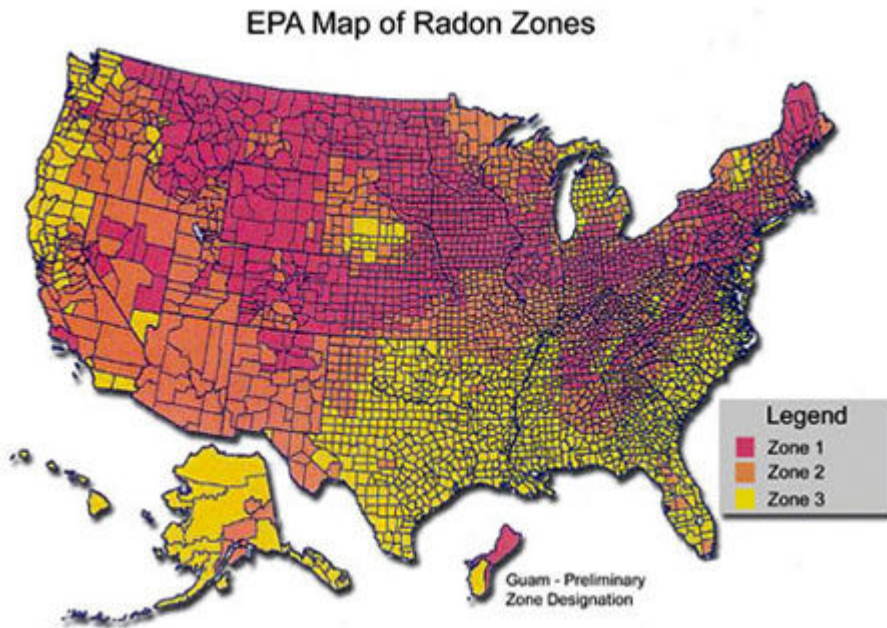 EPA Map of Radon Zones
Legend
Zone 1
Zone 2
Zone 3
Guam - Preliminary
Zone Designation